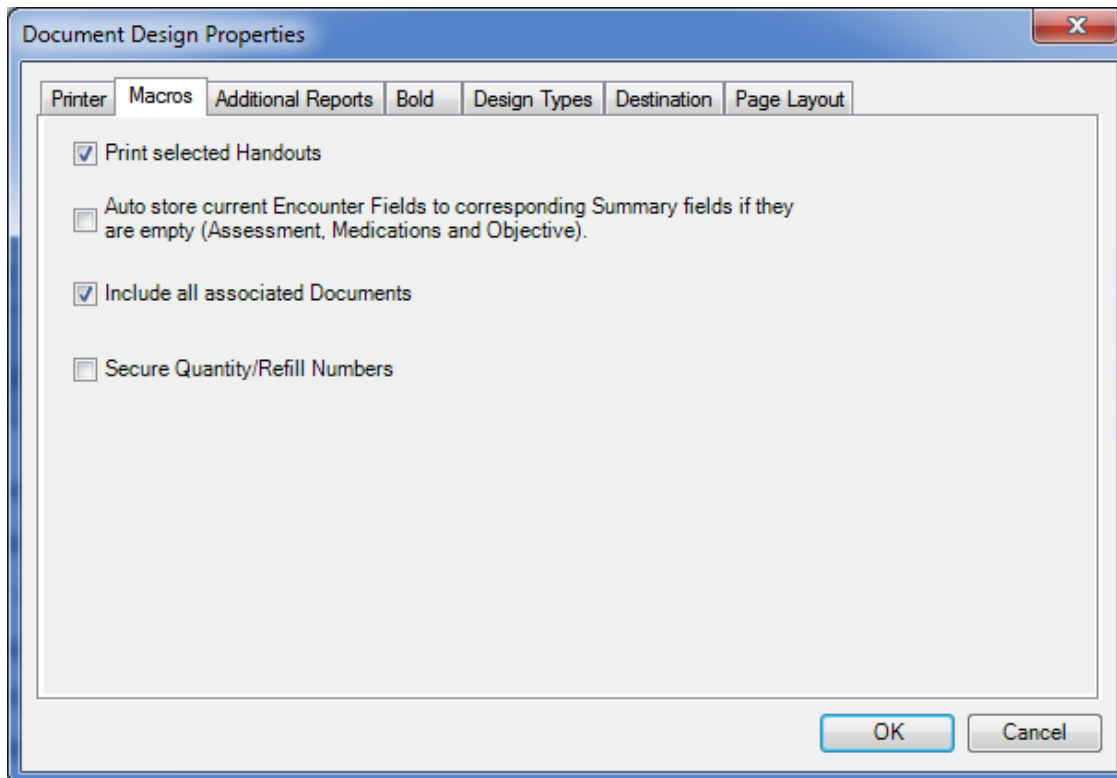 Document Design Properties
Printer Macros Additional Reports Bold Design Types Destination Page Layout
Print selected Handouts
Auto store current Encounter Fields to corresponding Summary fields if they
are empty (Assessment, Medications and Objective).
Include all associated Documents
Secure Quantity/Refill Numbers
OK Cancel